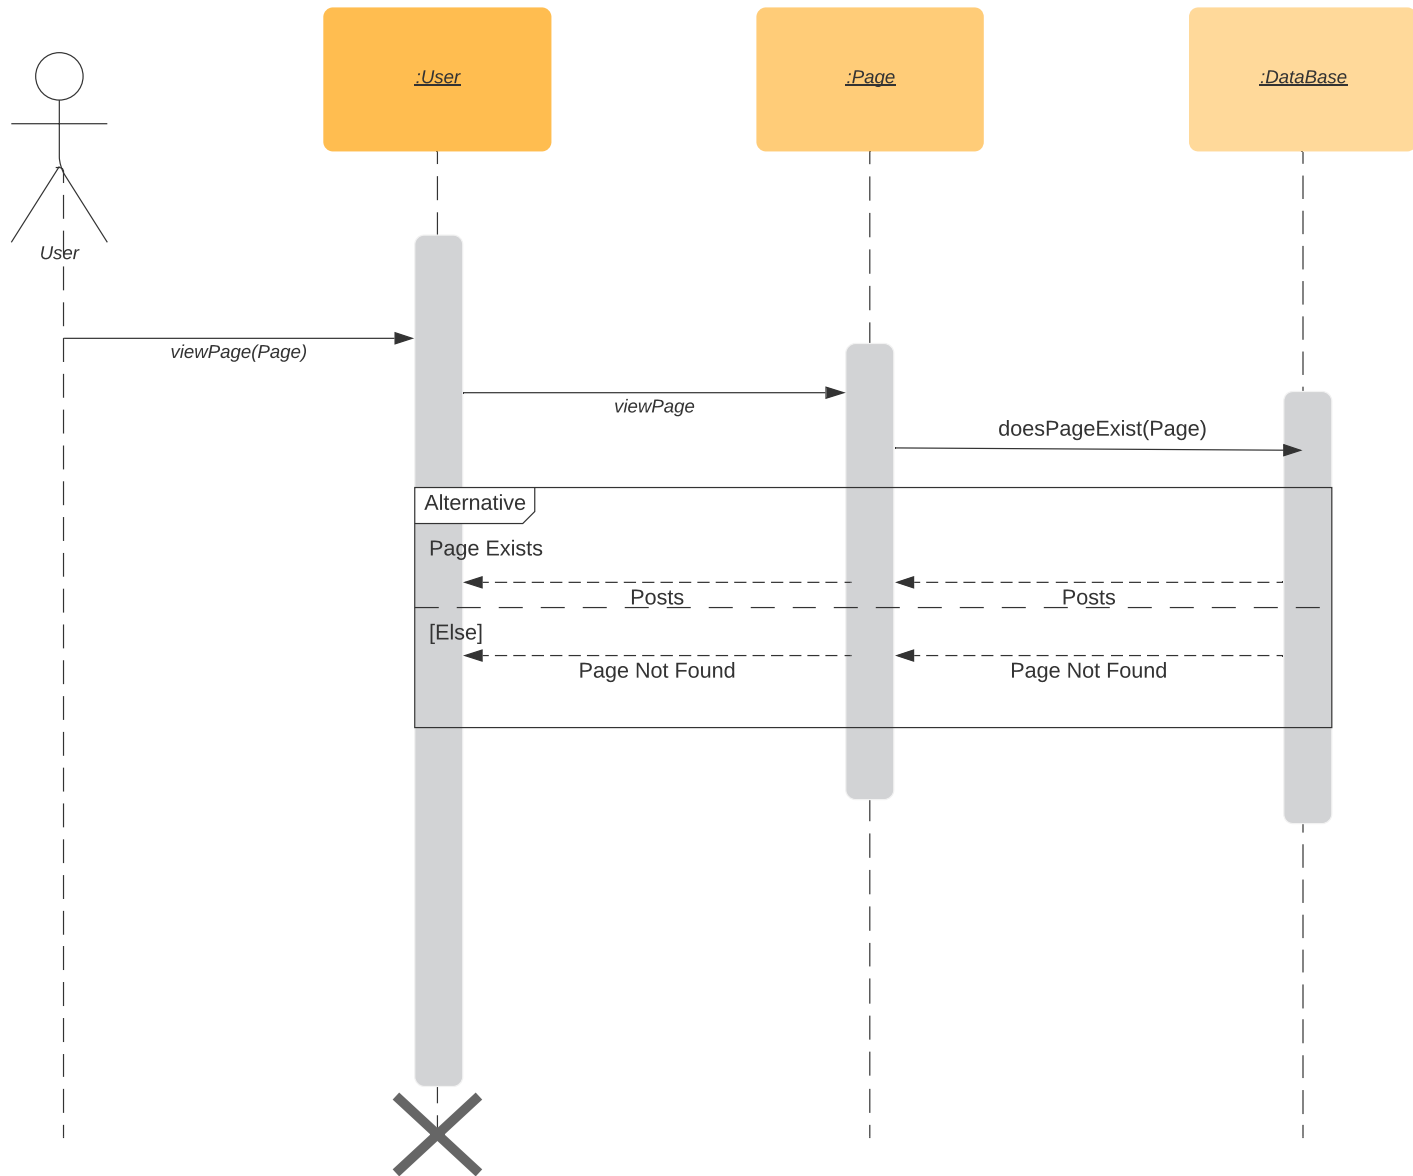 :User
:Page
:DataBase
User
viewPage(Page)
viewPage
doesPageExist(Page)
Alternative
Page Exists
Posts
Posts
[Else]
Page Not Found
Page Not Found